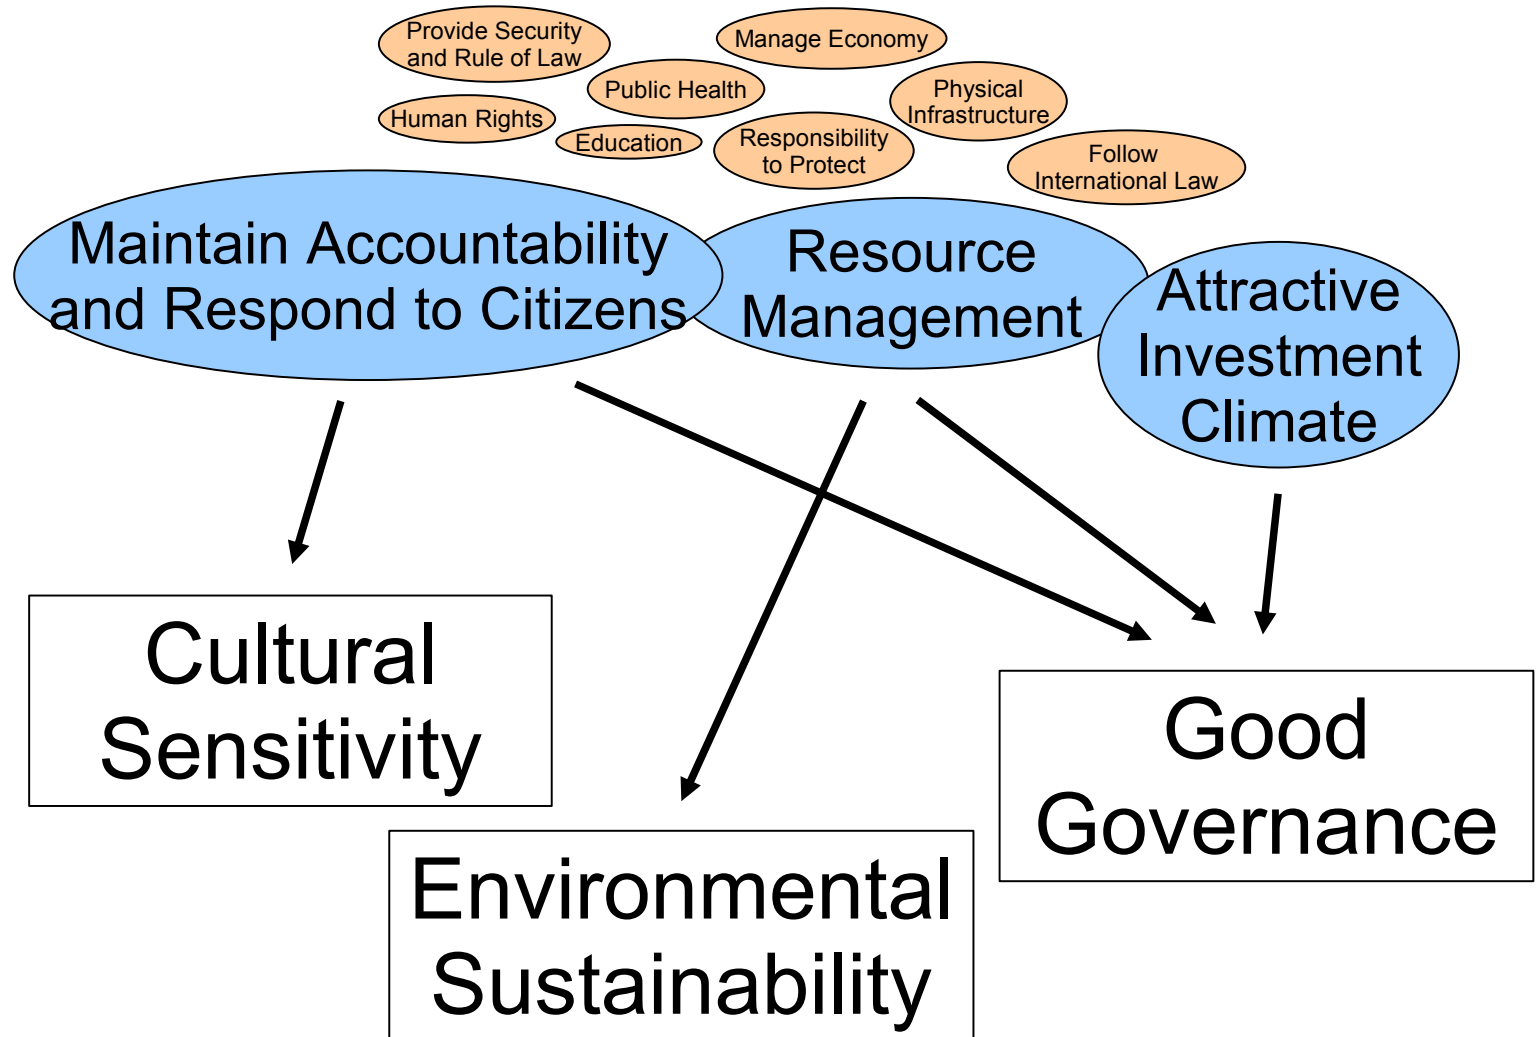 Provide Security
and Rule of Law
Manage Economy
Public Health
Physical
Infrastructure
Human Rights
Education
Responsibility
to Protect
Follow
International Law
Maintain Accountability
and Respond to Citizens
Resource
Management
Attractive
Investment
Climate
Cultural
Sensitivity
Good
Governance
Environmental
Sustainability